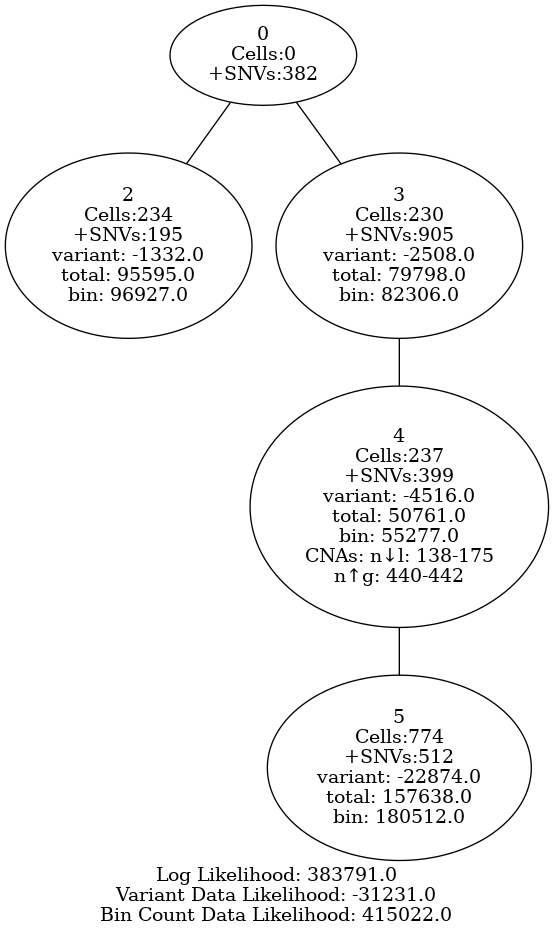 0
Cells:0
+SNVs:382
2
Cells:234
+SNVs:195
variant: -1332.0
total: 95595.0
bin: 96927.0
3
Cells:230
+SNVs:905
variant: -2508.0
total: 79798.0
bin: 82306.0
4
Cells:237
+SNVs:399
variant: -4516.0
total: 50761.0
bin: 55277.0
CNAs: n↓l: 138-175
n↑g: 440-442
5
Cells:774
+SNVs:512
variant: -22874.0
total: 157638.0
bin: 180512.0
Log Likelihood: 383791.0
Variant Data Likelihood: -31231.0
Bin Count Data Likelihood: 415022.0